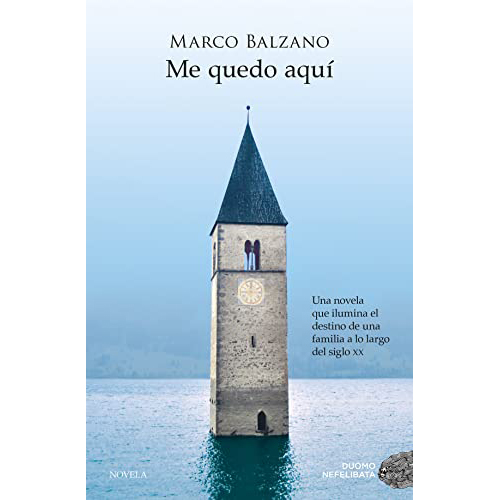 MARCO BALZANO
Me quedo aquí
Una novela
que ilumina el
destino de una
familia a lo largo
del siglo XX
DUOMO
NEFELIBATA
NOVELA